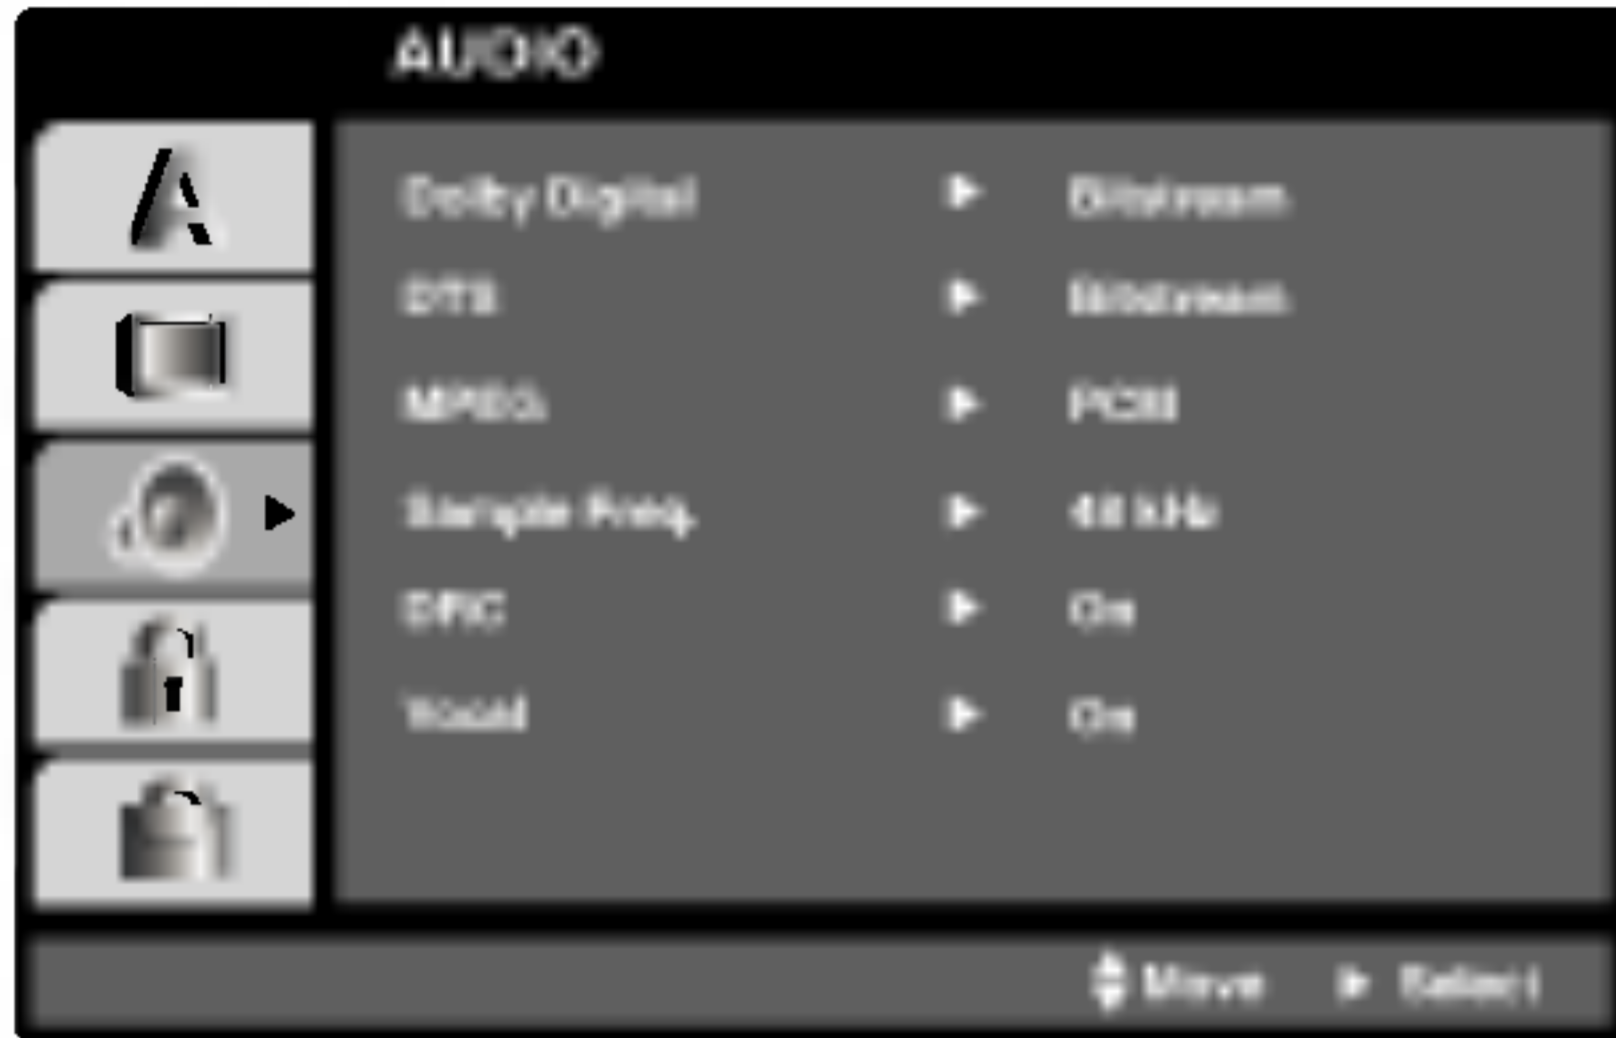 AUDIO
Dolby Digital ► Bitstream
DTS ► Bitstream
MPEG ► PCM
Sample Freq. ► 48 kHz
DRC ► On
Vocal ► On
Move ► Select